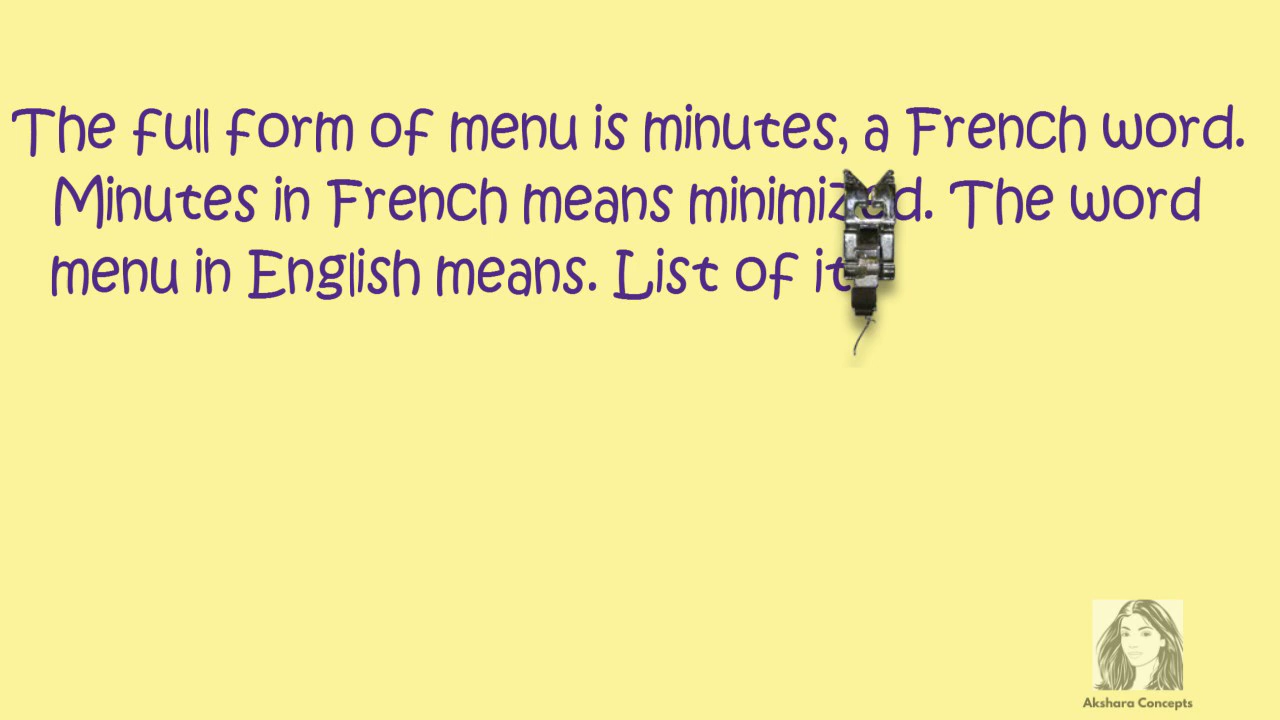 The full form of menu is minutes, a French word.
Minutes in French means minimized. The word
menu in English means. List of it
Akshara Concepts